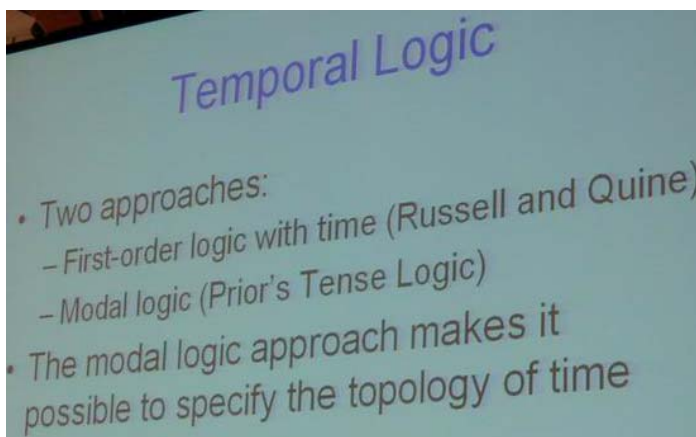 Temporal Logic
• Two approaches:
– First-order logic with time (Russell and Quine)
– Modal logic (Prior's Tense Logic)
• The modal logic approach makes it
possible to specify the topology of time